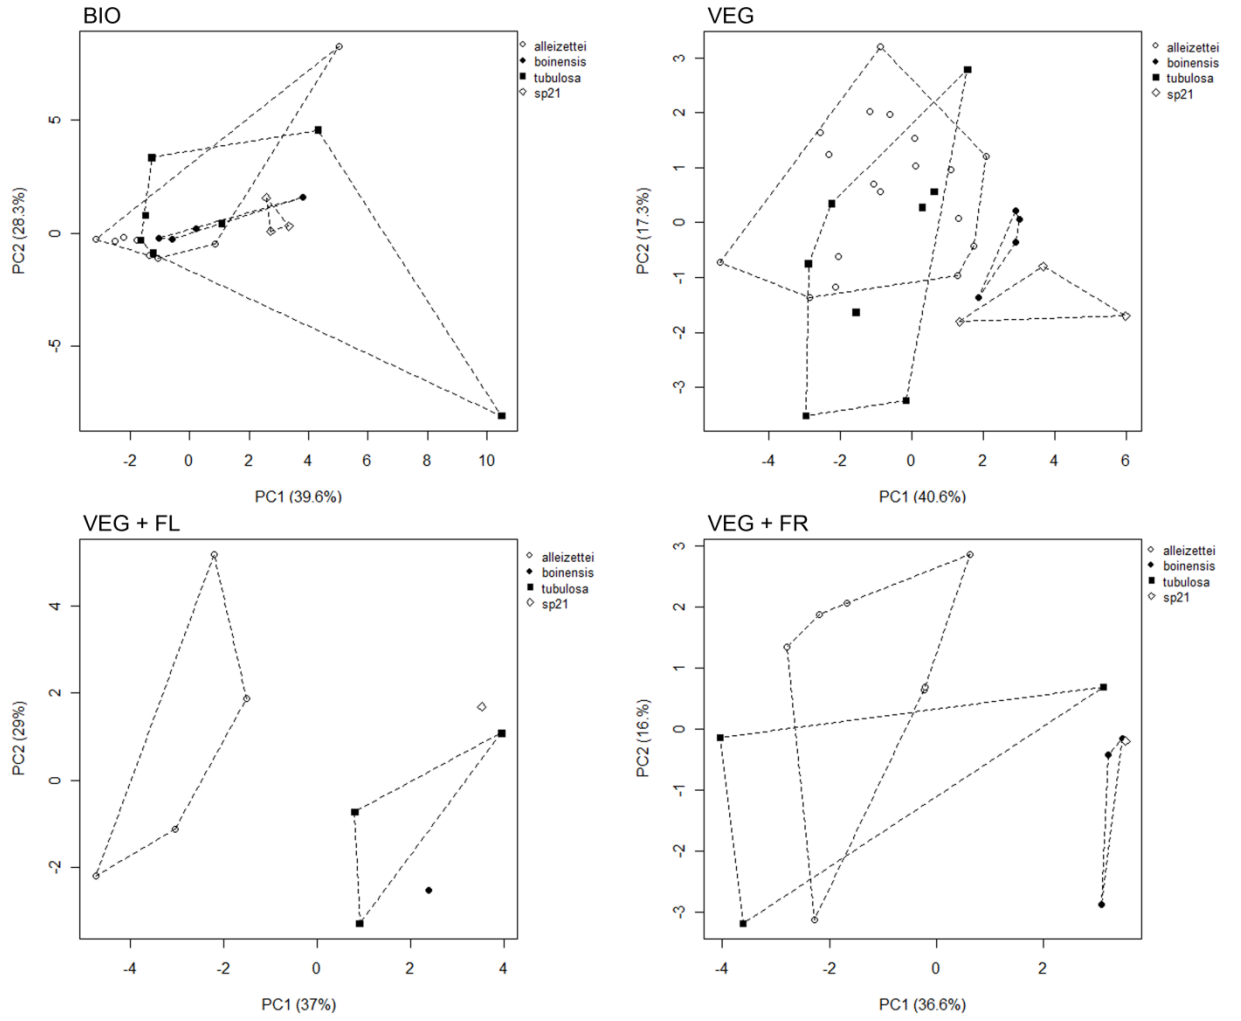 BIO
alleizettei
boinensis
tubulosa
sp21
5
0
-5
PC2 (28.3%)
-2 0 2 4 6 8 10
PC1 (39.6%)
VEG
alleizettei
boinensis
tubulosa
sp21
3
2
1
0
-1
-2
-3
PC2 (17.3%)
-4 -2 0 2 4 6
PC1 (40.6%)
VEG + FL
alleizettei
boinensis
tubulosa
sp21
4
2
0
-2
PC2 (29%)
-4 -2 0 2 4
PC1 (37%)
VEG + FR
alleizettei
boinensis
tubulosa
sp21
3
2
1
0
-1
-2
-3
PC2 (16.%)
-4 -2 0 2
PC1 (36.6%)